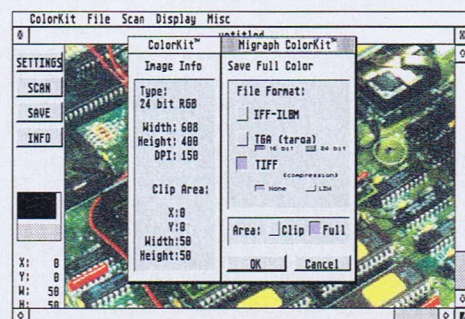 ColorKit File Scan Display Misc
untitled
SETTINGS
SCAN
SAVE
INFO
X: 0
Y: 0
W: 50
H: 50
ColorKit™
Image Info
Type:
24 bit RGB
Width: 608
Height: 400
DPI: 150
Clip Area:
X:0
Y:0
Width:50
Height:50
Migraph ColorKit™
Save Full Color
File Format:
IFF-ILBM
TGA (targa)
16 bit 24 bit
TIFF
(compression)
None LZW
Area: Clip Full
OK Cancel